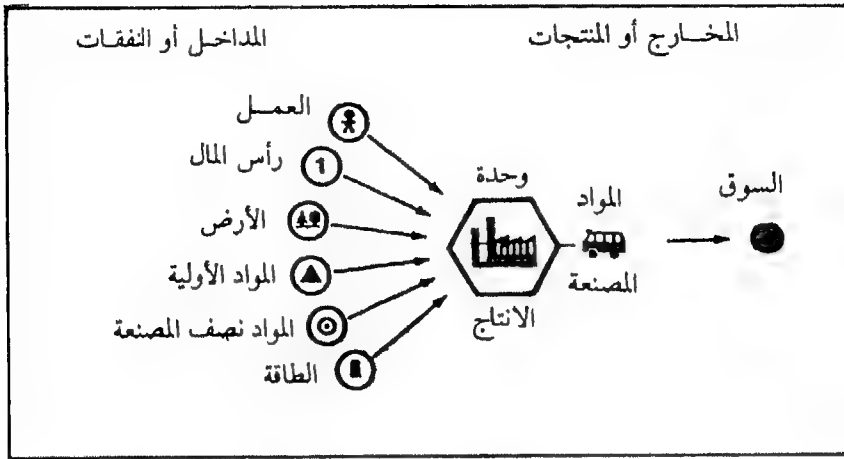 المخارج أو المنتجات
المداخل أو النفقات
العمل
رأس المال
الأرض
المواد الأولية
المواد نصف المصنعة
الطاقة
وحدة
الانتاج
المواد
المصنعة
السوق